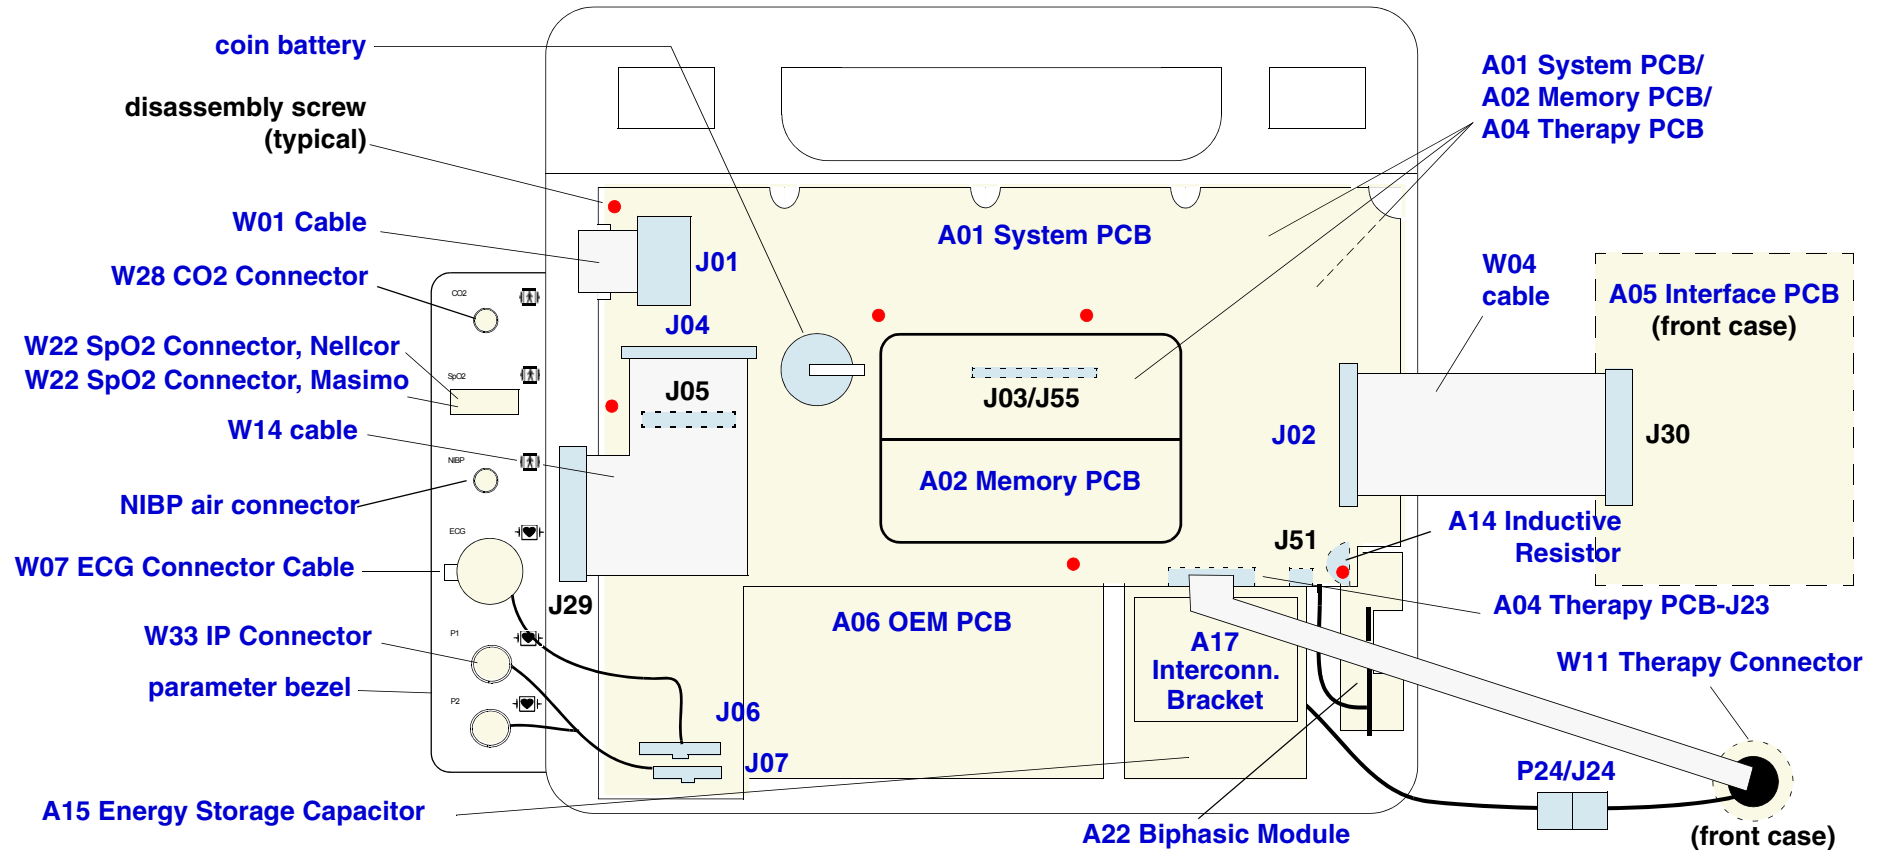 coin battery
disassembly screw
(typical)
W01 Cable
W28 CO2 Connector
W22 SpO2 Connector, Nellcor
W22 SpO2 Connector, Masimo
W14 cable
NIBP air connector
W07 ECG Connector Cable
W33 IP Connector
parameter bezel
A15 Energy Storage Capacitor
CO2
SpO2
NIBP
ECG
P1
P2
J01
J04
J05
J29
J06
J07
A01 System PCB
J03/J55
A02 Memory PCB
A06 OEM PCB
A17
Interconn.
Bracket
J51
J02
A01 System PCB/
A02 Memory PCB/
A04 Therapy PCB
W04
cable
A05 Interface PCB
(front case)
J30
A14 Inductive
Resistor
A04 Therapy PCB-J23
W11 Therapy Connector
P24/J24
A22 Biphasic Module
(front case)